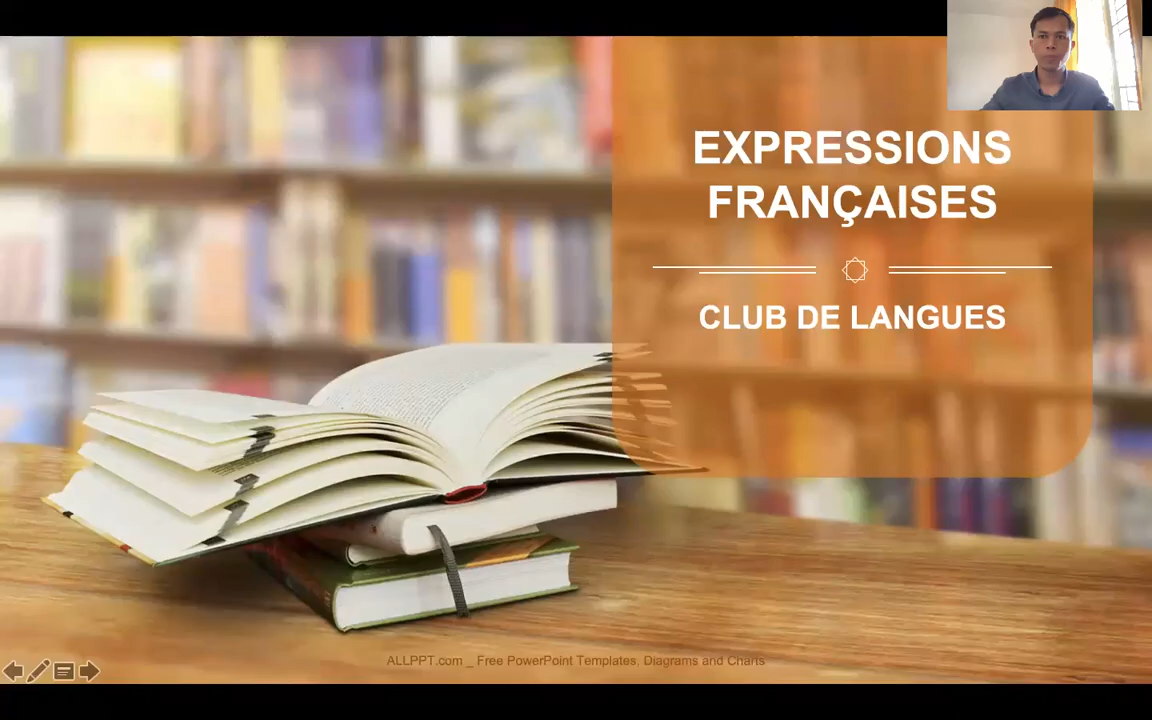 EXPRESSIONS
FRANÇAISES
CLUB DE LANGUES
ALLPPT.com _ Free PowerPoint Templates, Diagrams and Charts